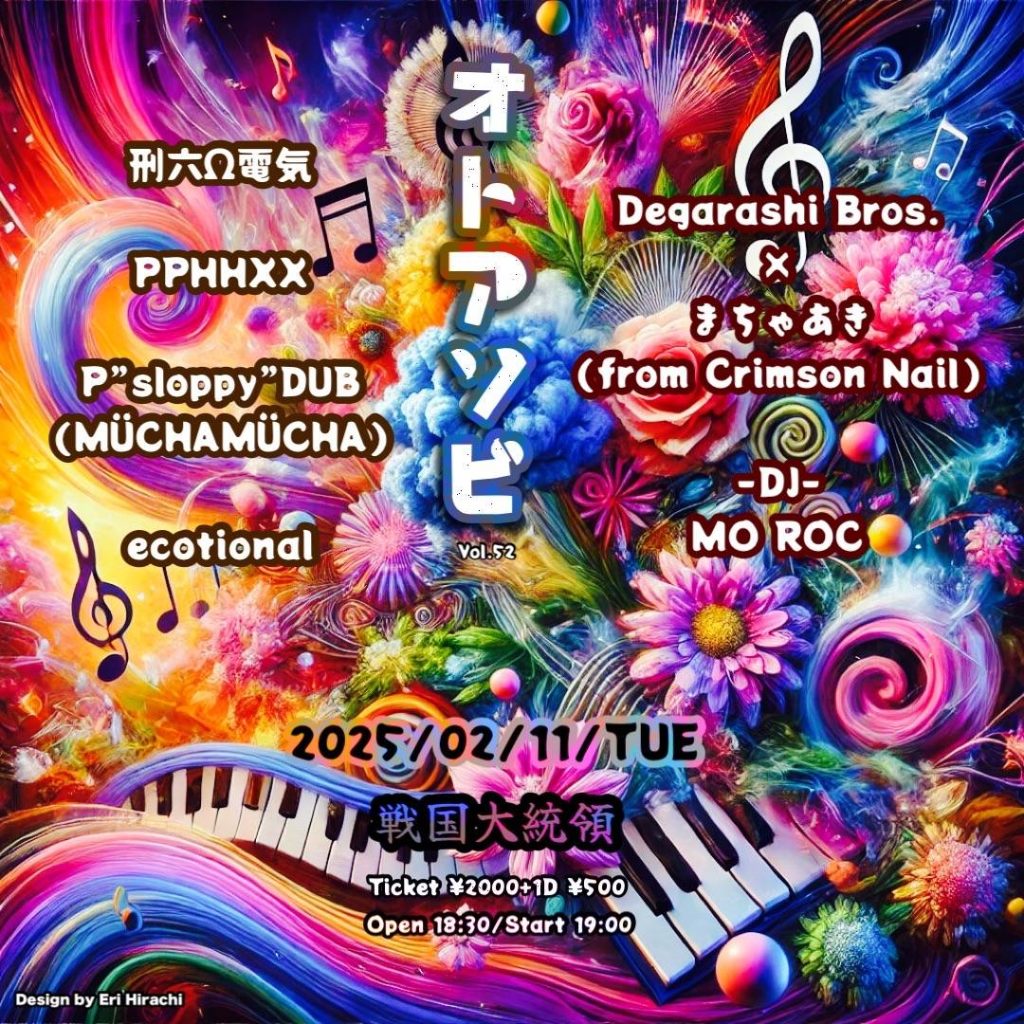 オトアソビ
Vol.52
刑六Ω電気
PPHHXX
P”sloppy”DUB
(MÜCHAMÜCHA)
ecotional
Degarashi Bros.
×
まちゃあき
(from Crimson Nail)
-DJ-
MO ROC
2025/02/11/TUE
戦国大統領
Ticket ¥2000+1D ¥500
Open 18:30/Start 19:00
Design by Eri Hirachi